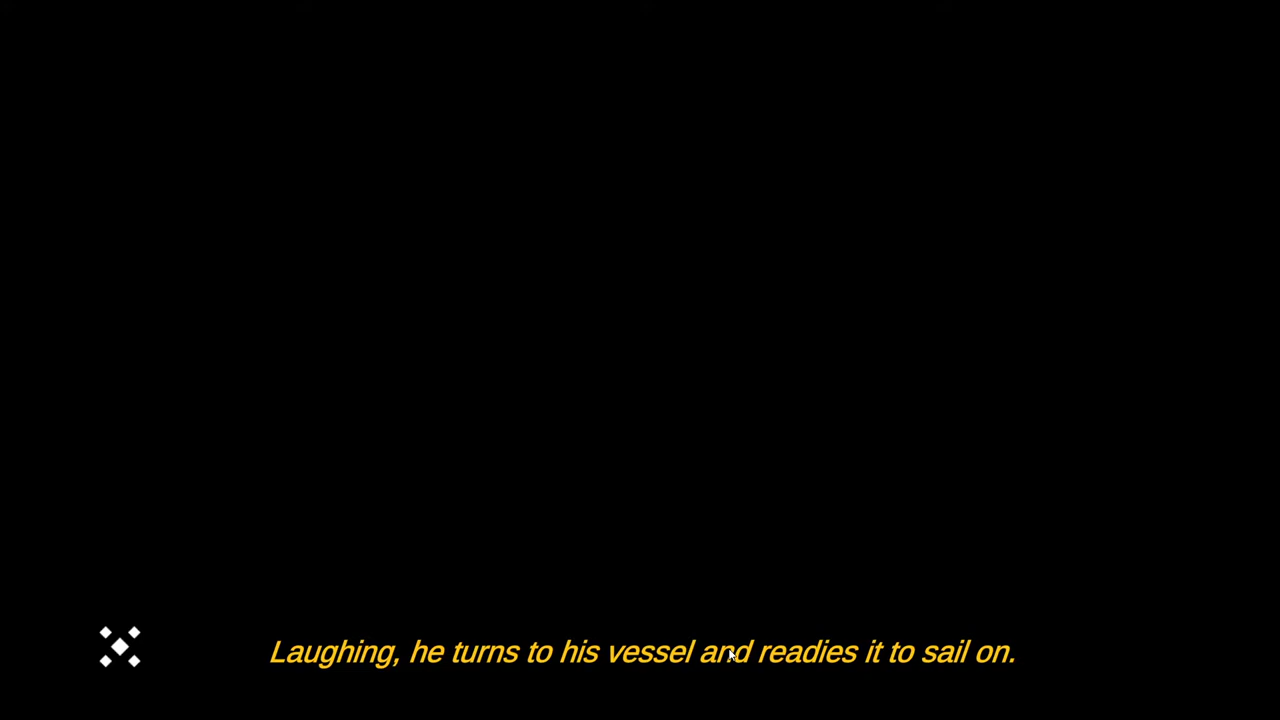 Laughing, he turns to his vessel and readies it to sail on.